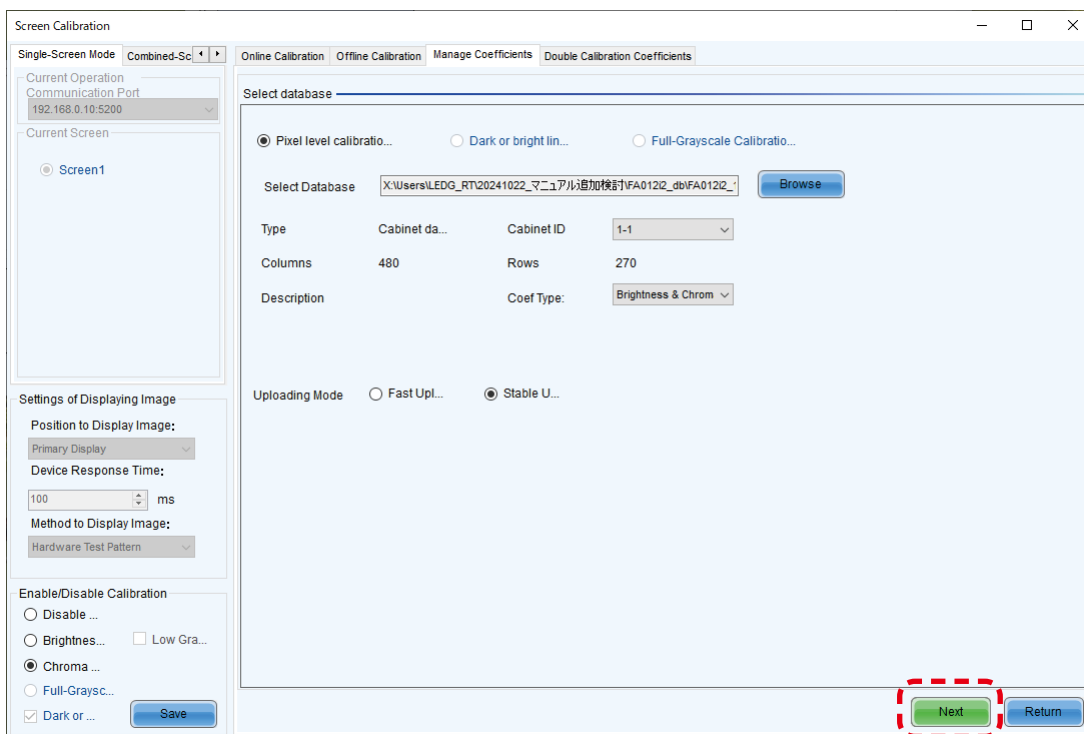 Screen Calibration
Single-Screen Mode Combined-Sc
Online Calibration Offline Calibration Manage Coefficients Double Calibration Coefficients
Current Operation
Communication Port
192.168.0.10:5200
Current Screen
Screen1
Settings of Displaying Image
Position to Display Image:
Primary Display
Device Response Time:
100 ms
Method to Display Image:
Hardware Test Pattern
Enable/Disable Calibration
Disable ...
Brightnes... Low Gra...
Chroma ...
Full-Graysc...
Dark or ... Save
Select database
Pixel level calibratio... Dark or bright lin... Full-Grayscale Calibratio...
Select Database X:\Users\LEDG_RT\20241022_マニュアル追加検討\FA012i2_db\FA012i2_ Browse
Type Cabinet da... Cabinet ID 1-1
Columns 480 Rows 270
Description Coef Type: Brightness & Chrom
Uploading Mode Fast Upl... Stable U...
Next Return